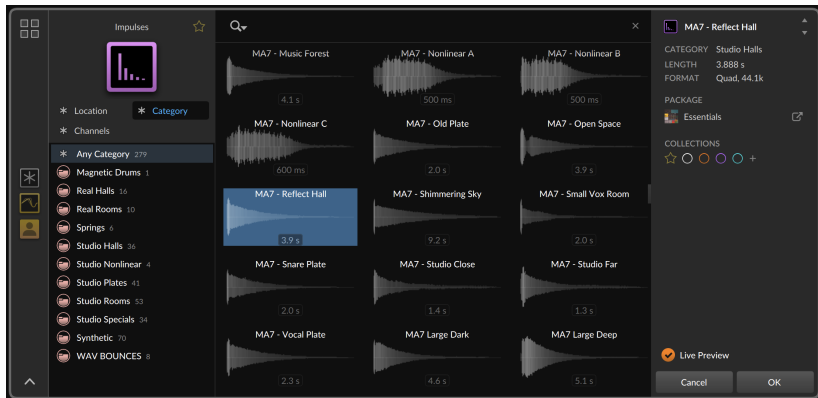 Impulses
Location
Category
Channels
Any Category 279
Magnetic Drums 1
Real Halls 16
Real Rooms 10
Springs 6
Studio Halls 36
Studio Nonlinear 4
Studio Plates 41
Studio Rooms 53
Studio Specials 34
Synthetic 70
WAV BOUNCES 8
MA7 - Music Forest
4.1 s
MA7 - Nonlinear A
500 ms
MA7 - Nonlinear B
500 ms
MA7 - Nonlinear C
600 ms
MA7 - Old Plate
2.0 s
MA7 - Open Space
3.9 s
MA7 - Reflect Hall
3.9 s
MA7 - Shimmering Sky
9.2 s
MA7 - Small Vox Room
2.0 s
MA7 - Snare Plate
2.0 s
MA7 - Studio Close
1.4 s
MA7 - Studio Far
1.3 s
MA7 - Vocal Plate
2.3 s
MA7 Large Dark
4.6 s
MA7 Large Deep
5.1 s
MA7 - Reflect Hall
CATEGORY Studio Halls
LENGTH 3.888 s
FORMAT Quad, 44.1k
PACKAGE
Essentials
COLLECTIONS
Live Preview
Cancel
OK